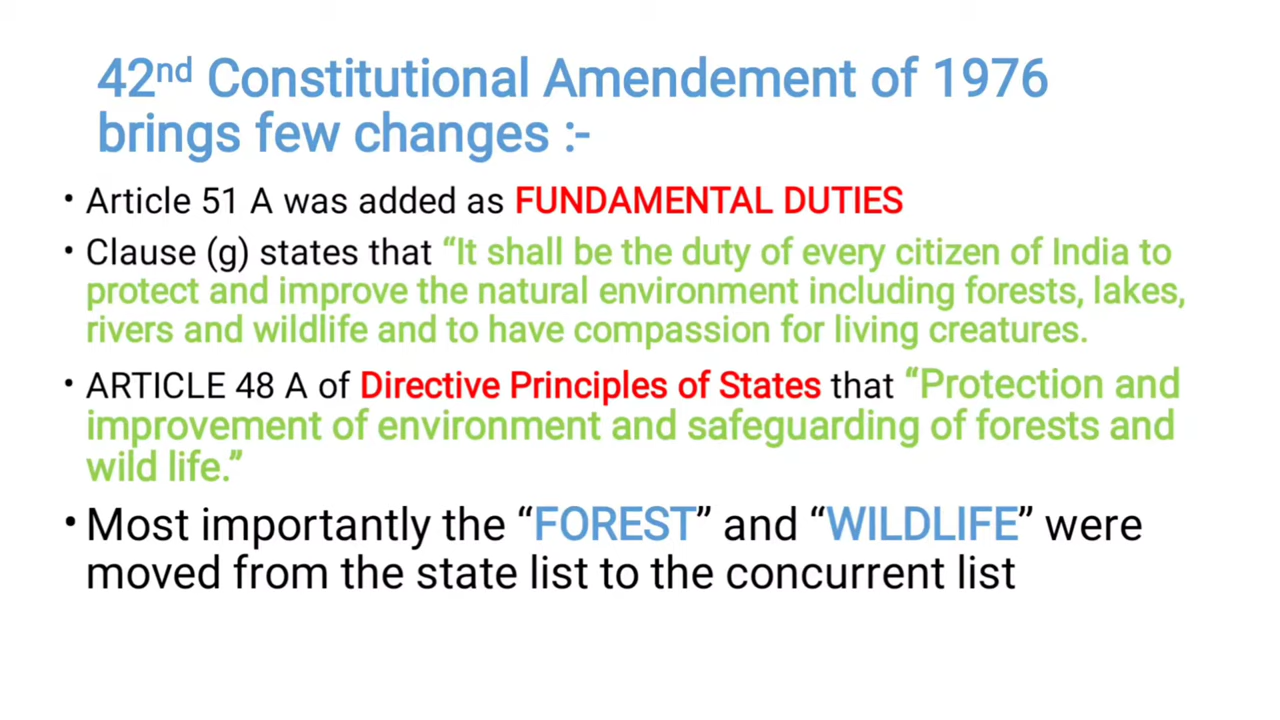 42nd Constitutional Amendement of 1976
brings few changes :-
• Article 51 A was added as FUNDAMENTAL DUTIES
• Clause (g) states that “It shall be the duty of every citizen of India to
protect and improve the natural environment including forests, lakes,
rivers and wildlife and to have compassion for living creatures.
• ARTICLE 48 A of Directive Principles of States that “Protection and
improvement of environment and safeguarding of forests and
wild life.”
• Most importantly the “FOREST” and “WILDLIFE” were
moved from the state list to the concurrent list